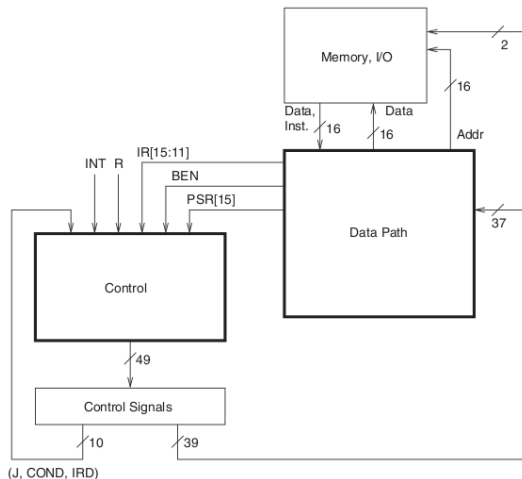 Memory, I/O
2
16
Data,
Inst.
16
Data
16
Addr
IR[15:11]
INT R
BEN
PSR[15]
37
Data Path
Control
49
Control Signals
10
39
(J, COND, IRD)